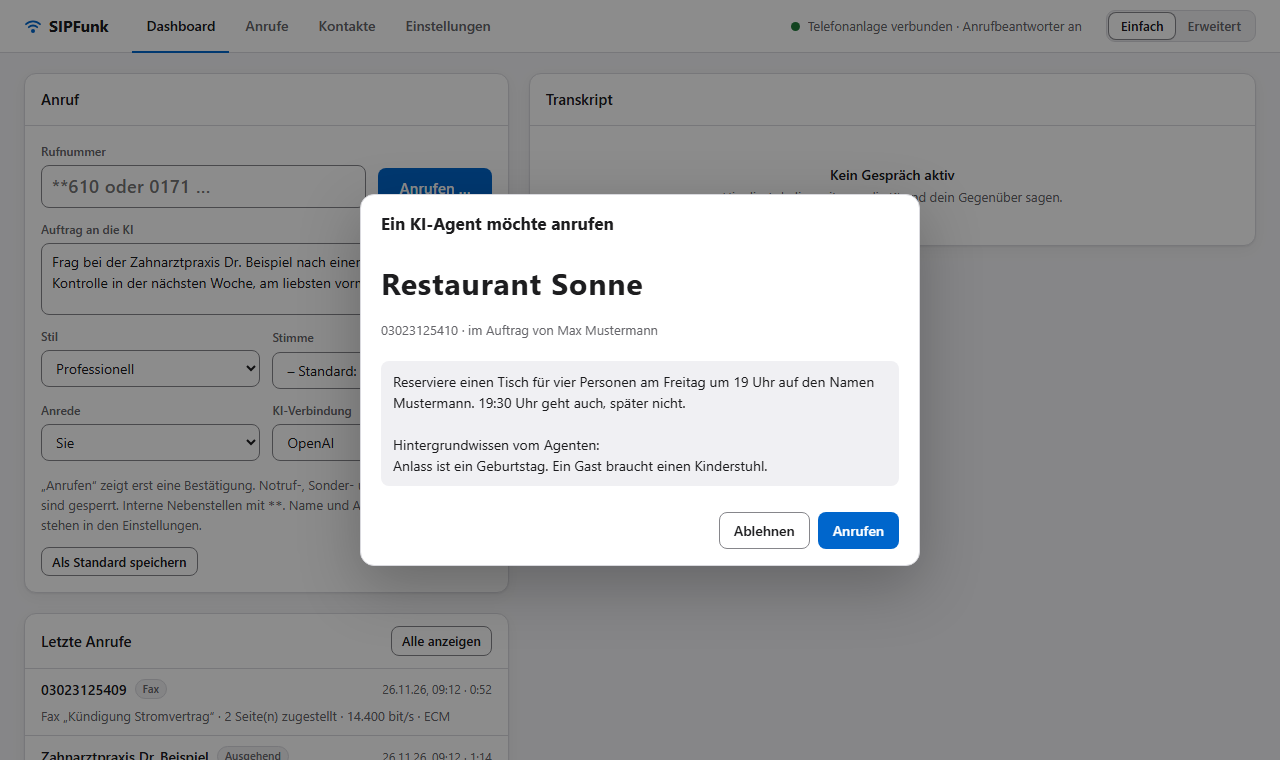 SIPFunk
Dashboard
Anrufe
Kontakte
Einstellungen
Telefonanlage verbunden · Anrufbeantworter an
Einfach
Erweitert
Anruf
Rufnummer
**610 oder 0171 ...
Anrufen ...
Auftrag an die KI
Frag bei der Zahnarztpraxis Dr. Beispiel nach einer
Kontrolle in der nächsten Woche, am liebsten
Stil
Professionell
Stimme
– Standard:
Anrede
Sie
KI-Verbindung
OpenAI
„Anrufen“ zeigt erst eine Bestätigung. Notruf-, Sonder-
sind gesperrt. Interne Nebenstellen mit **. Name und
stehen in den Einstellungen.
Als Standard speichern
Letzte Anrufe
Alle anzeigen
03023125409
Fax
26.11.26, 09:12 · 0:52
Fax „Kündigung Stromvertrag“ · 2 Seite(n) zugestellt · 14.400 bit/s · ECM
Zahnarztpraxis Dr. Beispiel
Ausgehend
26.11.26, 09:12 · 1:14
Transkript
Kein Gespräch aktiv
dein Gegenüber sagen.
Ein KI-Agent möchte anrufen
Restaurant Sonne
03023125410 · im Auftrag von Max Mustermann
Reserviere einen Tisch für vier Personen am Freitag um 19 Uhr auf den Namen
Mustermann. 19:30 Uhr geht auch, später nicht.
Hintergrundwissen vom Agenten:
Anlass ist ein Geburtstag. Ein Gast braucht einen Kinderstuhl.
Ablehnen
Anrufen